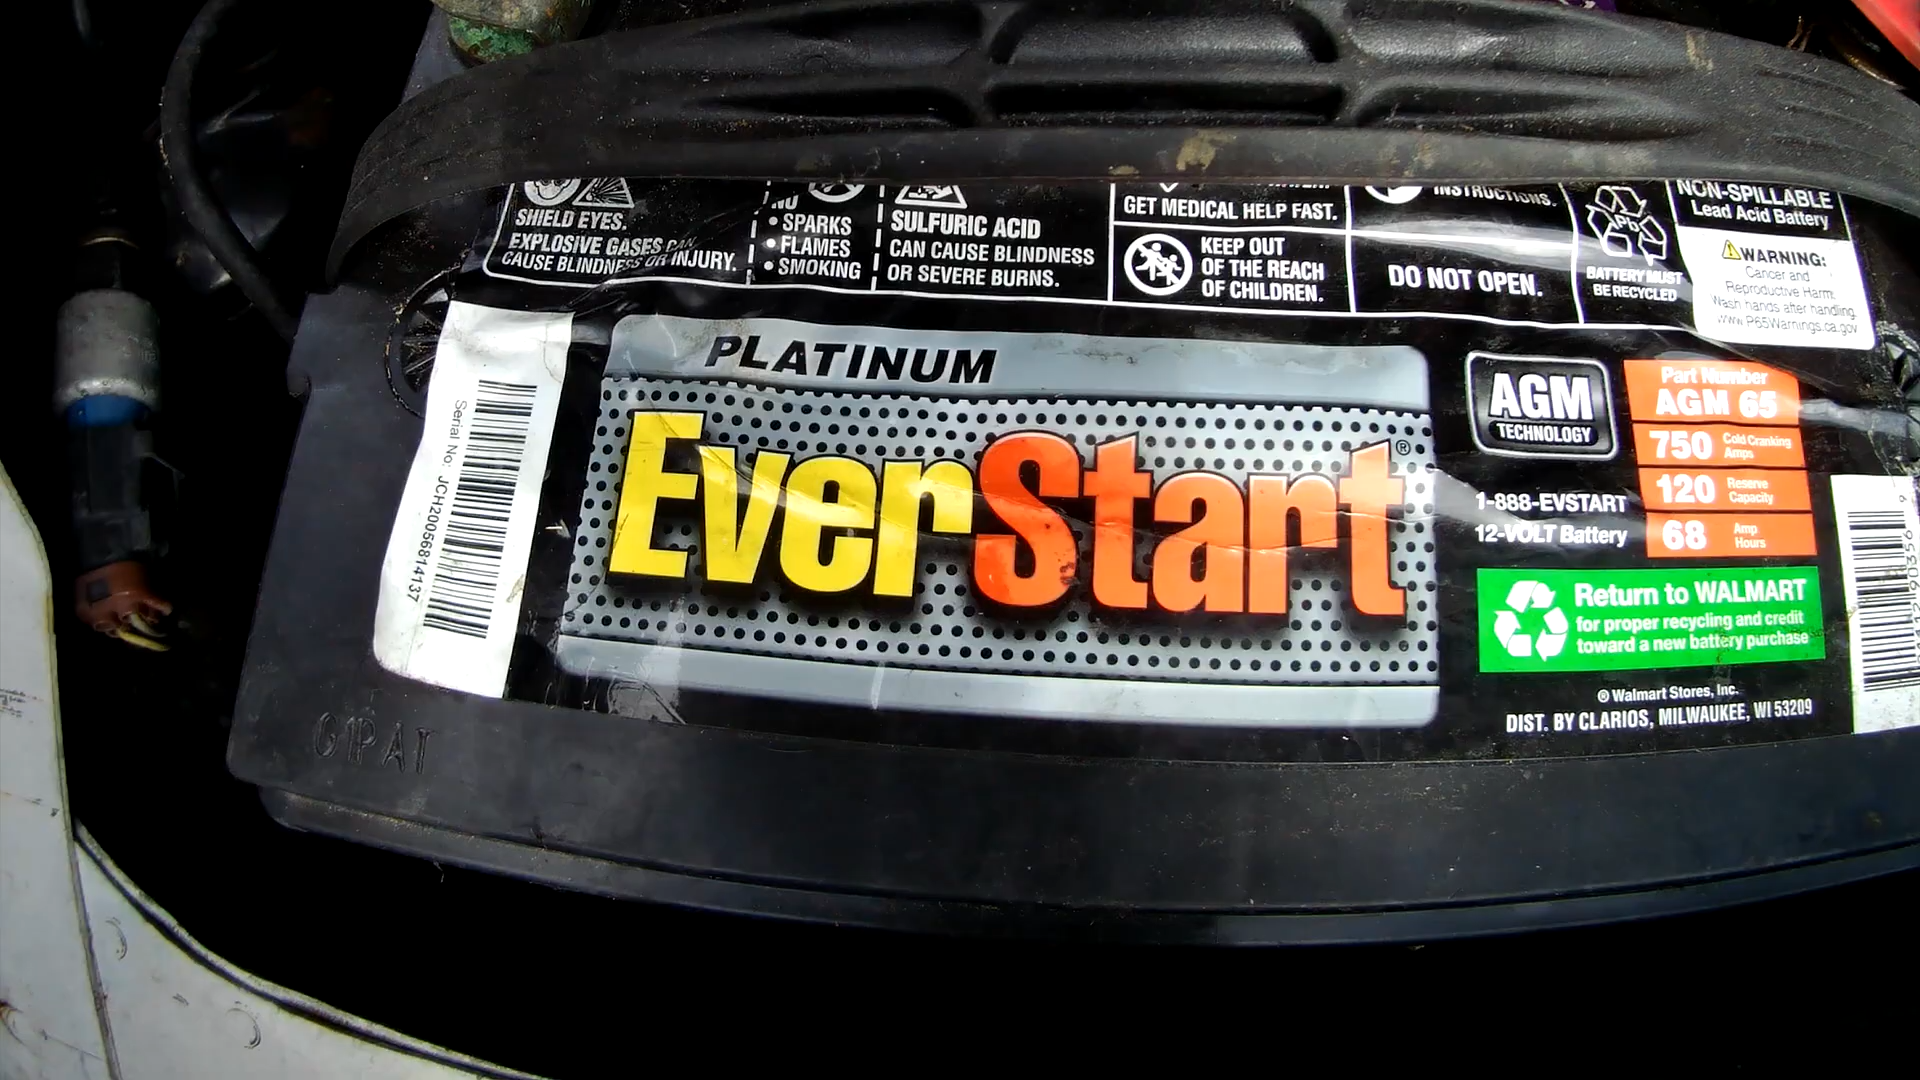 SHIELD EYES.
EXPLOSIVE GASES CAN
CAUSE BLINDNESS OR INJURY.
NO
• SPARKS
• FLAMES
• SMOKING
SULFURIC ACID
CAN CAUSE BLINDNESS
OR SEVERE BURNS.
GET MEDICAL HELP FAST.
KEEP OUT
OF THE REACH
OF CHILDREN.
INSTRUCTIONS.
DO NOT OPEN.
Pb
BATTERY MUST
BE RECYCLED
NON-SPILLABLE
Lead Acid Battery
WARNING:
Cancer and
Reproductive Harm.
Wash hands after handling.
www.P65Warnings.ca.gov
Serial No: JCH20056814137
PLATINUM
EverStart®
AGM
TECHNOLOGY
Part Number
AGM 65
750 Cold Cranking Amps
120 Reserve Capacity
68 Amp Hours
1-888-EVSTART
12-VOLT Battery
Return to WALMART
for proper recycling and credit
toward a new battery purchase
® Walmart Stores, Inc.
DIST. BY CLARIOS, MILWAUKEE, WI 53209